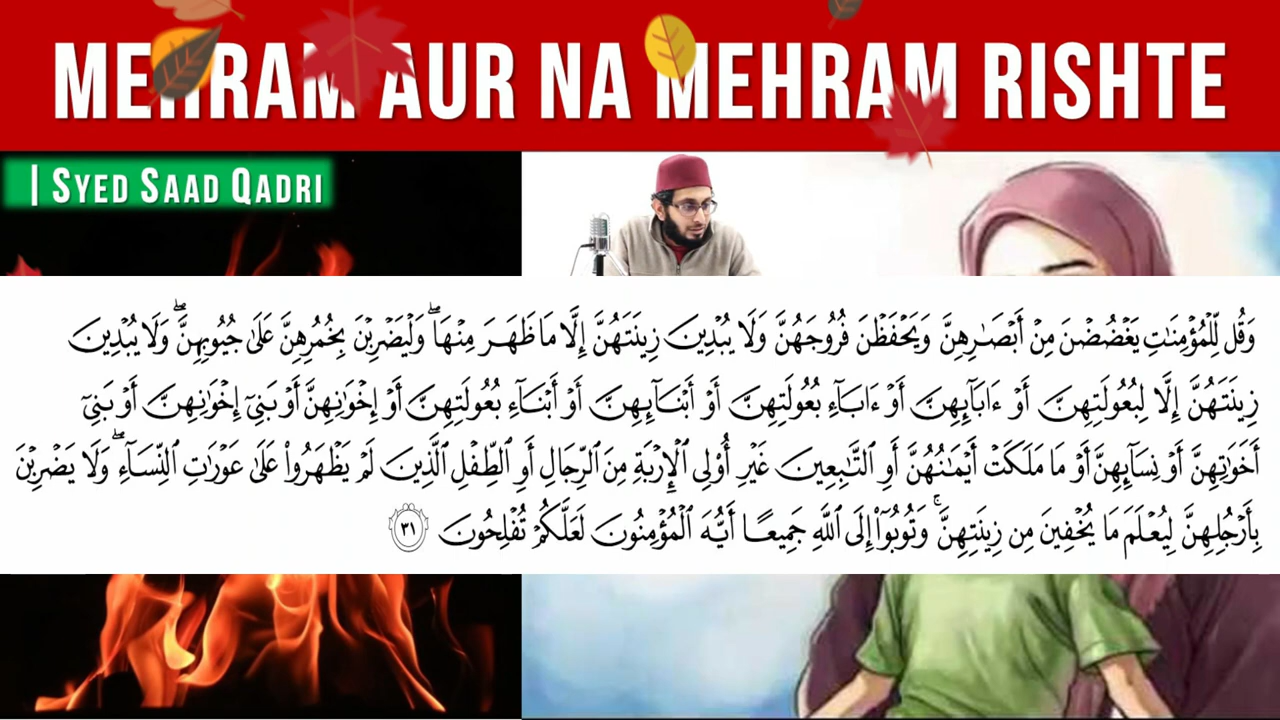 MEHRAM AUR NA MEHRAM RISHTE
| SYED SAAD QADRI
وَقُل لِّلْمُؤْمِنَٰتِ يَغْضُضْنَ مِنْ أَبْصَٰرِهِنَّ وَيَحْفَظْنَ فُرُوجَهُنَّ وَلَا يُبْدِينَ زِينَتَهُنَّ إِلَّا مَا ظَهَرَ مِنْهَا ۖ وَلْيَضْرِبْنَ بِخُمُرِهِنَّ عَلَىٰ جُيُوبِهِنَّ ۖ وَلَا يُبْدِينَ
زِينَتَهُنَّ إِلَّا لِبُعُولَتِهِنَّ أَوْ ءَابَآئِهِنَّ أَوْ ءَابَآءِ بُعُولَتِهِنَّ أَوْ أَبْنَآئِهِنَّ أَوْ أَبْنَآءِ بُعُولَتِهِنَّ أَوْ إِخْوَٰنِهِنَّ أَوْ بَنِىٓ إِخْوَٰنِهِنَّ أَوْ بَنِىٓ
أَخَوَٰتِهِنَّ أَوْ نِسَآئِهِنَّ أَوْ مَا مَلَكَتْ أَيْمَٰنُهُنَّ أَوِ ٱلتَّٰبِعِينَ غَيْرِ أُو۟لِى ٱلْإِرْبَةِ مِنَ ٱلرِّجَالِ أَوِ ٱلطِّفْلِ ٱلَّذِينَ لَمْ يَظْهَرُوا۟ عَلَىٰ عَوْرَٰتِ ٱلنِّسَآءِ ۖ وَلَا يَضْرِبْنَ
بِأَرْجُلِهِنَّ لِيُعْلَمَ مَا يُخْفِينَ مِن زِينَتِهِنَّ ۚ وَتُوبُوٓا۟ إِلَى ٱللَّهِ جَمِيعًا أَيُّهَ ٱلْمُؤْمِنُونَ لَعَلَّكُمْ تُفْلِحُونَ ٣١